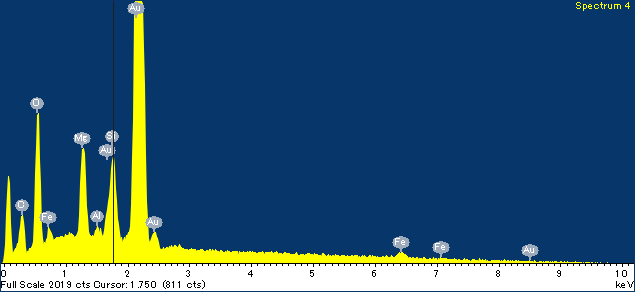 Spectrum 4
Au
O
Mg
Si
Au
C
Fe
Al
Au
Fe
Fe
Au
0 1 2 3 4 5 6 7 8 9 10
Full Scale 2019 cts Cursor: 1.750 (811 cts) keV